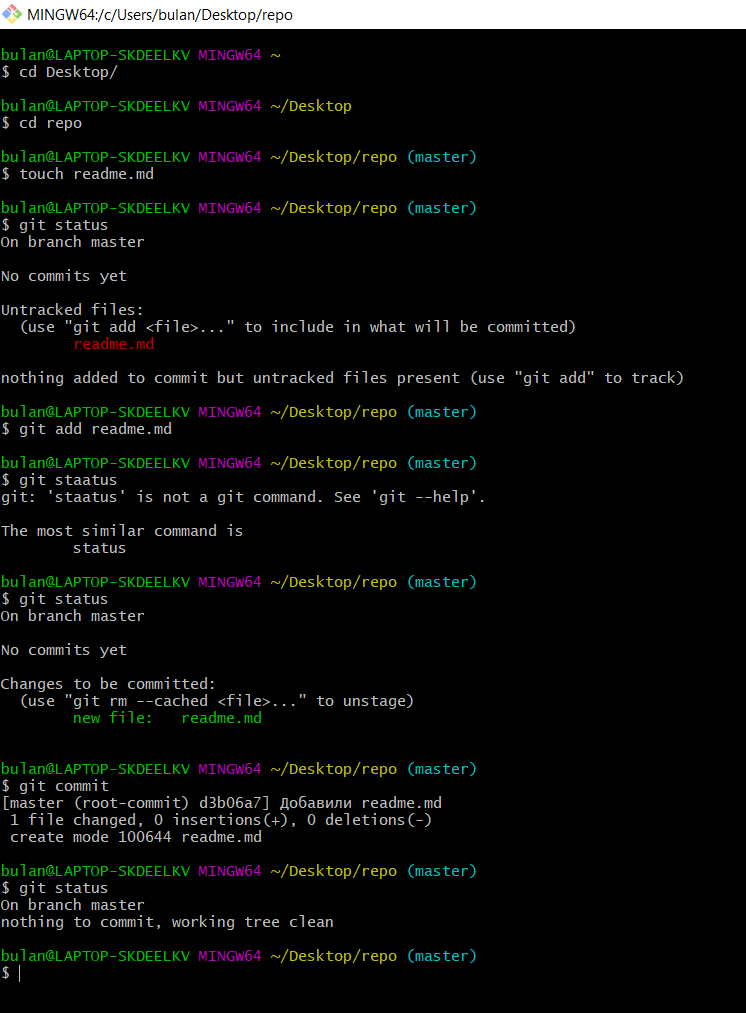 MINGW64:/c/Users/bulan/Desktop/repo
bulan@LAPTOP-SKDEELKV MINGW64 ~
$ cd Desktop/
bulan@LAPTOP-SKDEELKV MINGW64 ~/Desktop
$ cd repo
bulan@LAPTOP-SKDEELKV MINGW64 ~/Desktop/repo (master)
$ touch readme.md
bulan@LAPTOP-SKDEELKV MINGW64 ~/Desktop/repo (master)
$ git status
On branch master
No commits yet
Untracked files:
  (use "git add <file>..." to include in what will be committed)
        readme.md
nothing added to commit but untracked files present (use "git add" to track)
bulan@LAPTOP-SKDEELKV MINGW64 ~/Desktop/repo (master)
$ git add readme.md
bulan@LAPTOP-SKDEELKV MINGW64 ~/Desktop/repo (master)
$ git staatus
git: 'staatus' is not a git command. See 'git --help'.
The most similar command is
        status
bulan@LAPTOP-SKDEELKV MINGW64 ~/Desktop/repo (master)
$ git status
On branch master
No commits yet
Changes to be committed:
  (use "git rm --cached <file>..." to unstage)
        new file:   readme.md
bulan@LAPTOP-SKDEELKV MINGW64 ~/Desktop/repo (master)
$ git commit
[master (root-commit) d3b06a7] Добавили readme.md
 1 file changed, 0 insertions(+), 0 deletions(-)
 create mode 100644 readme.md
bulan@LAPTOP-SKDEELKV MINGW64 ~/Desktop/repo (master)
$ git status
On branch master
nothing to commit, working tree clean
bulan@LAPTOP-SKDEELKV MINGW64 ~/Desktop/repo (master)
$